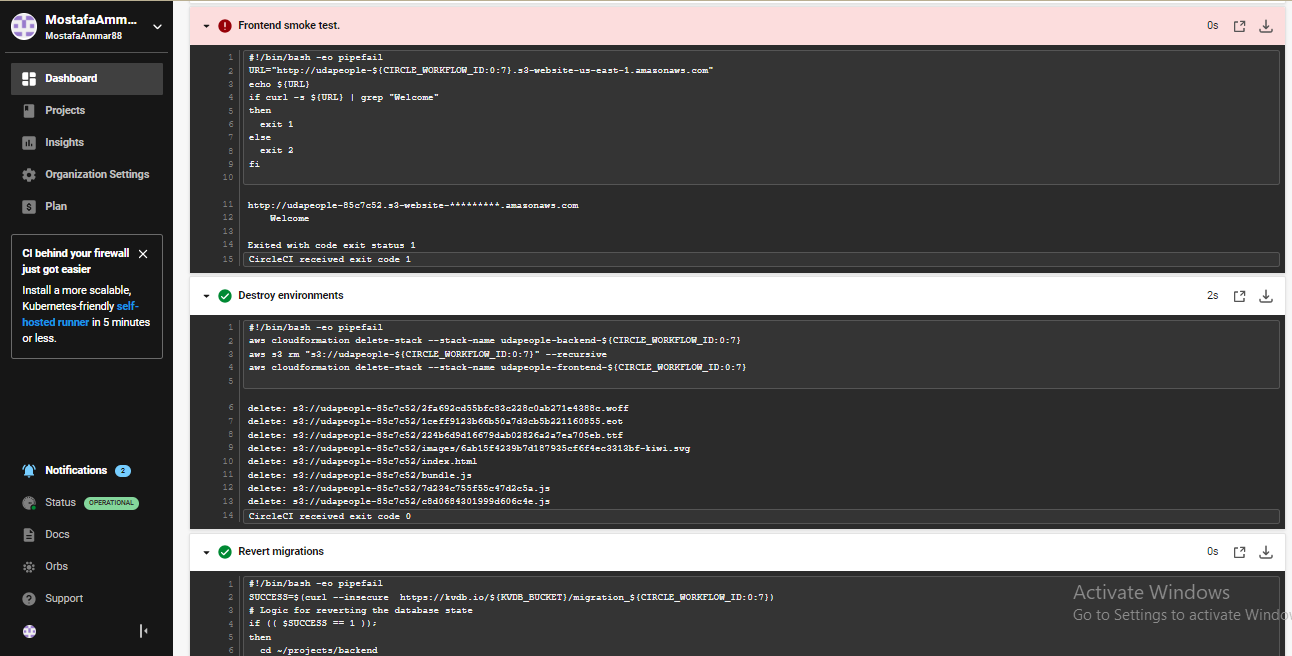 MostafaAmm...
MostafaAmmar88
Dashboard
Projects
Insights
Organization Settings
Plan
CI behind your firewall
just got easier
Install a more scalable,
Kubernetes-friendly self-
hosted runner in 5 minutes
or less.
Notifications 2
Status OPERATIONAL
Docs
Orbs
Support
Frontend smoke test. 0s
1 #!/bin/bash -eo pipefail
2 URL="http://udapeople-${CIRCLE_WORKFLOW_ID:0:7}.s3-website-us-east-1.amazonaws.com"
3 echo ${URL}
4 if curl -s ${URL} | grep "Welcome"
5 then
6 exit 1
7 else
8 exit 2
9 fi
10
11 http://udapeople-85c7c52.s3-website-*********.amazonaws.com
12 Welcome
13
14 Exited with code exit status 1
15 CircleCI received exit code 1
Destroy environments 2s
1 #!/bin/bash -eo pipefail
2 aws cloudformation delete-stack --stack-name udapeople-backend-${CIRCLE_WORKFLOW_ID:0:7}
3 aws s3 rm "s3://udapeople-${CIRCLE_WORKFLOW_ID:0:7}" --recursive
4 aws cloudformation delete-stack --stack-name udapeople-frontend-${CIRCLE_WORKFLOW_ID:0:7}
5
6 delete: s3://udapeople-85c7c52/2fa692cd55bfc83c228c0ab271e4388c.woff
7 delete: s3://udapeople-85c7c52/1ceff9123b66b50a7d3cb5b221160855.eot
8 delete: s3://udapeople-85c7c52/224b6d9d16679dab02826a2a7ea705eb.ttf
9 delete: s3://udapeople-85c7c52/images/6ab15f4239b7d187935cf6f4ec3313bf-kiwi.svg
10 delete: s3://udapeople-85c7c52/index.html
11 delete: s3://udapeople-85c7c52/bundle.js
12 delete: s3://udapeople-85c7c52/7d234c755f55c47d2c5a.js
13 delete: s3://udapeople-85c7c52/c8d0684301999d606c4e.js
14 CircleCI received exit code 0
Revert migrations 0s
1 #!/bin/bash -eo pipefail
2 SUCCESS=$(curl --insecure  https://kvdb.io/${KVDB_BUCKET}/migration_${CIRCLE_WORKFLOW_ID:0:7})
3 # Logic for reverting the database state
4 if (( $SUCCESS == 1 ));
5 then
6 cd ~/projects/backend
Activate Windows
Go to Settings to activate Windo